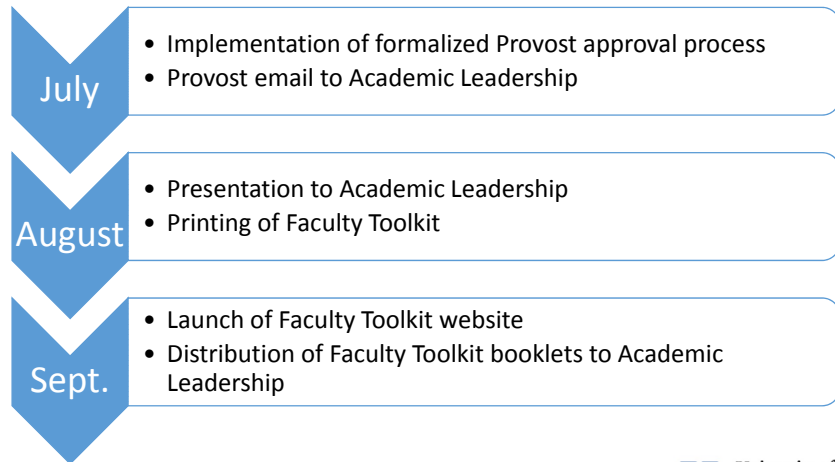 July
• Implementation of formalized Provost approval process
• Provost email to Academic Leadership
August
• Presentation to Academic Leadership
• Printing of Faculty Toolkit
Sept.
• Launch of Faculty Toolkit website
• Distribution of Faculty Toolkit booklets to Academic
Leadership